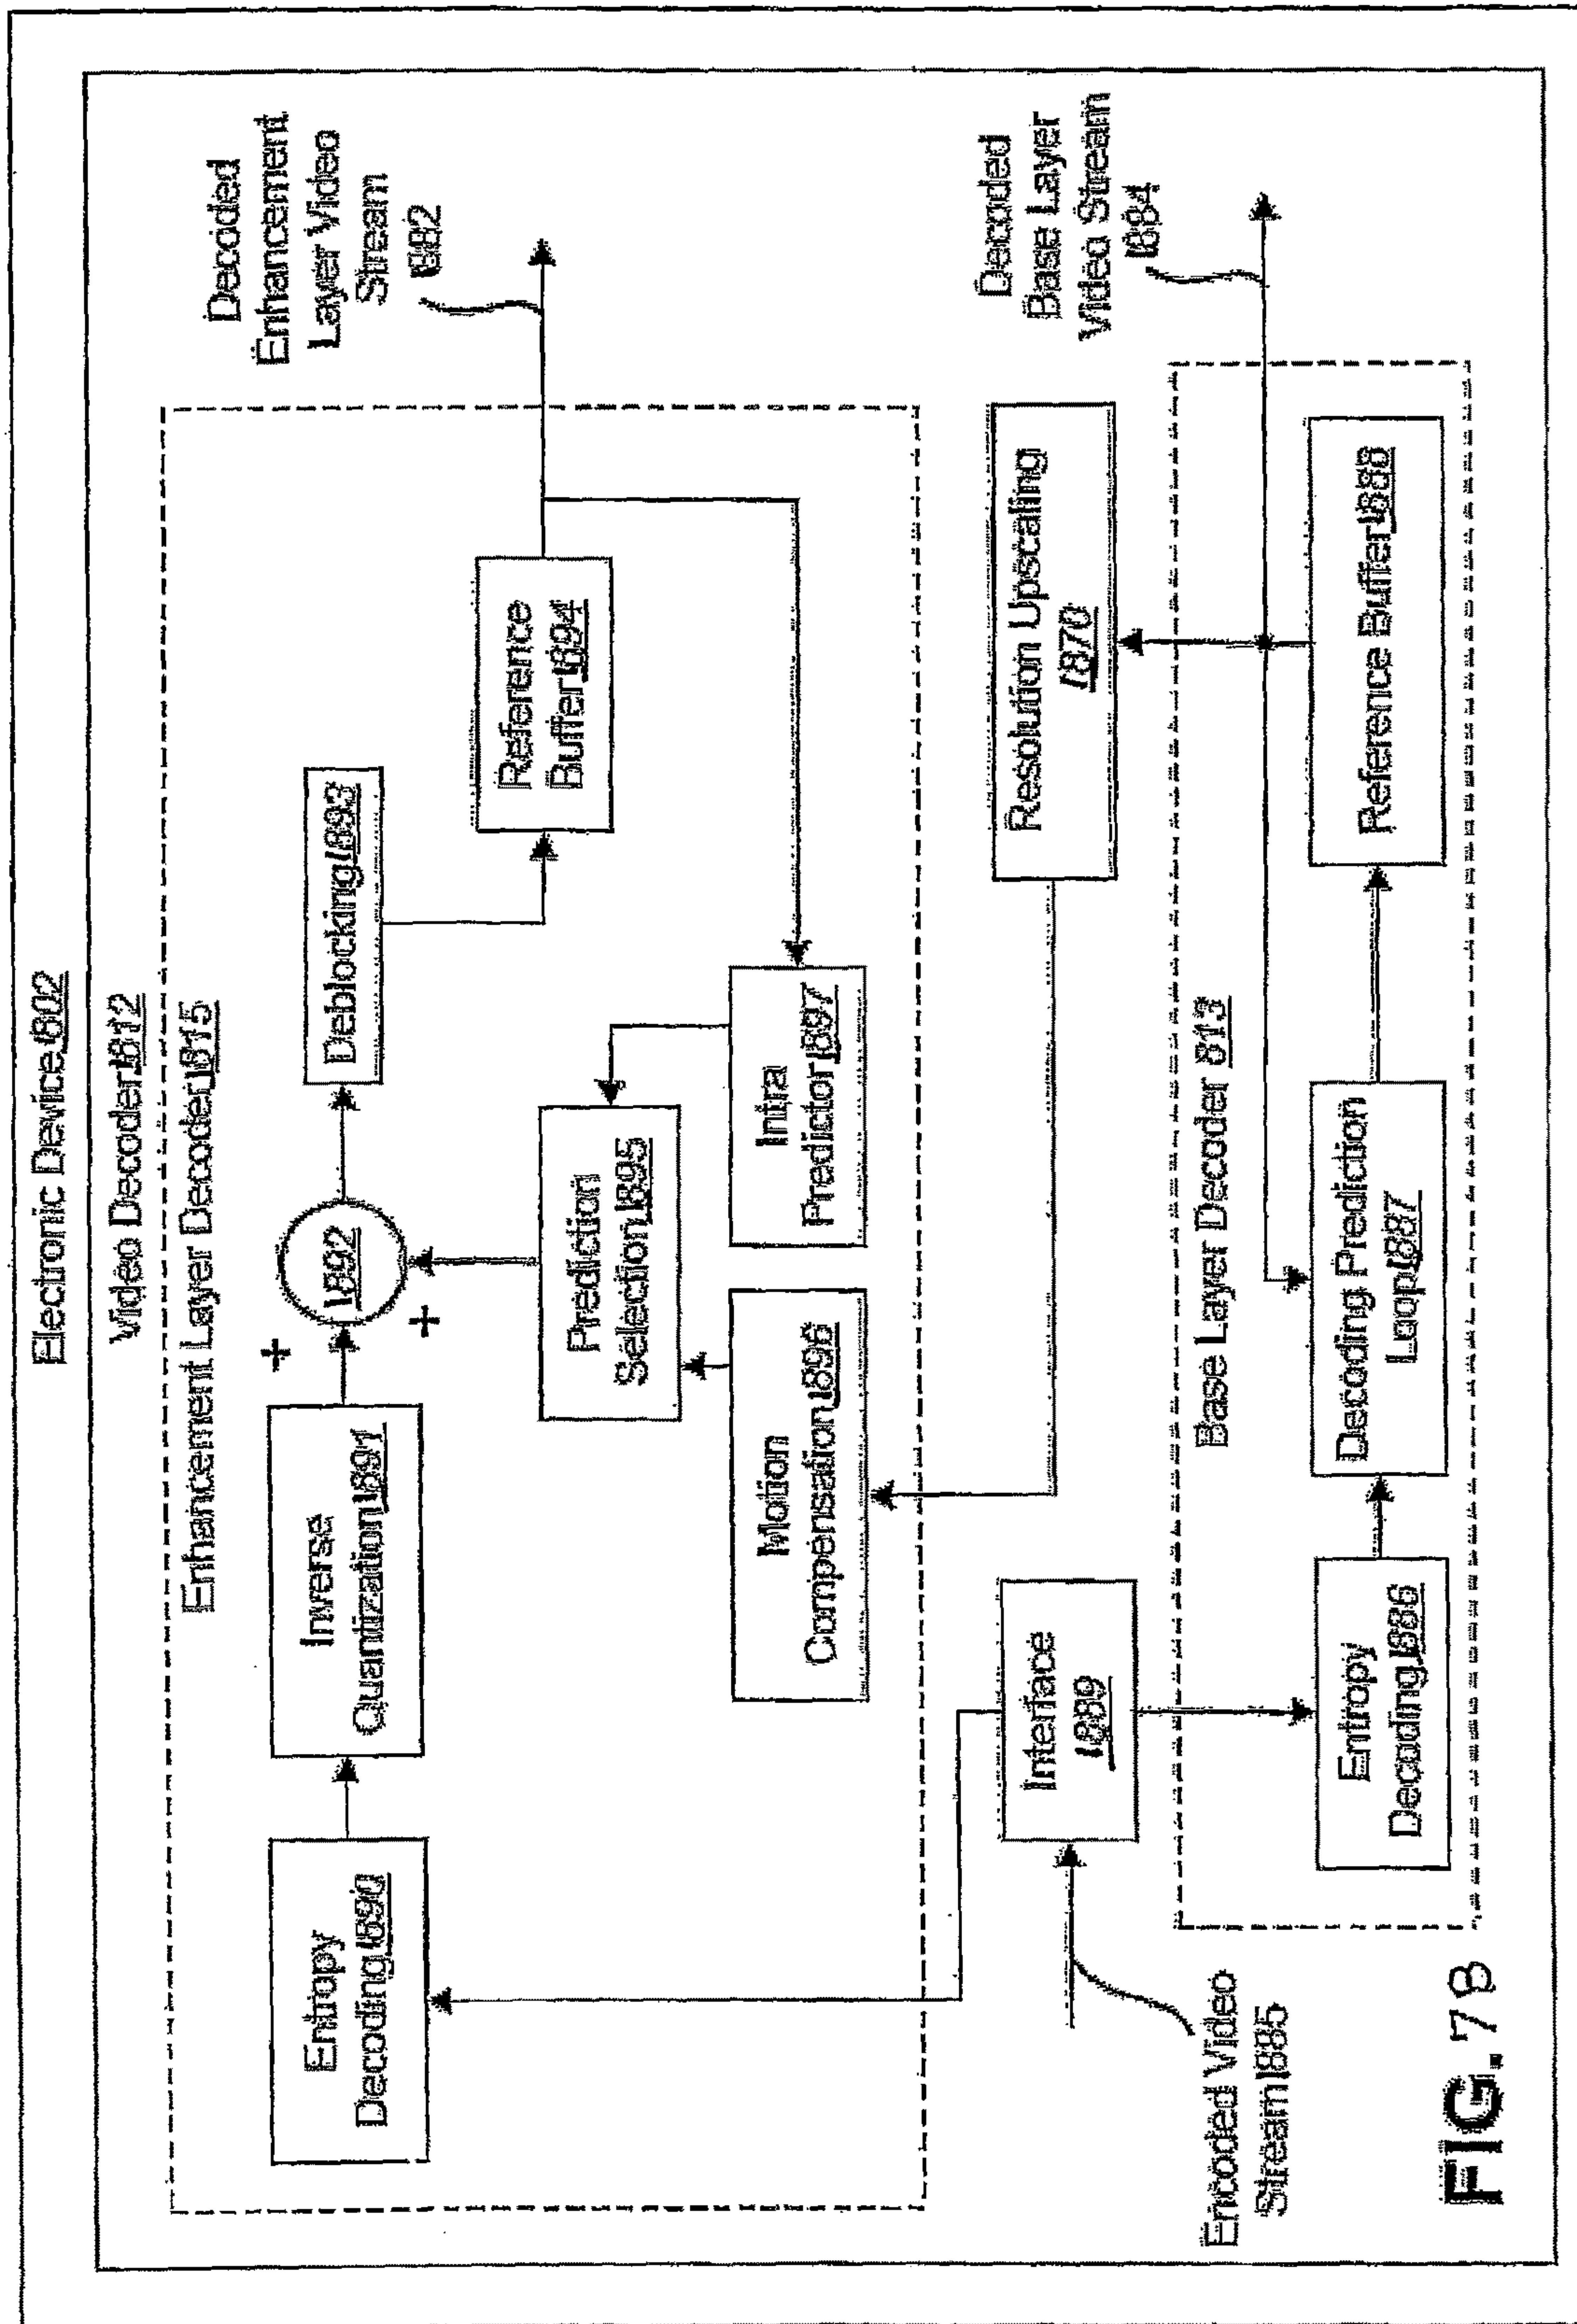 Electronic Device 1802
Video Decoder 1812
Enhancement Layer Decoder 1815
Entropy
Decoding 1890
Inverse
Quantization 1891
+
1892
+
Deblocking 1893
Reference
Buffer 1894
Decoded
Enhancement
Layer Video
Stream
1882
Prediction
Selection 1895
Motion
Compensation 1896
Intra
Predictor 1897
Interface
1889
Resolution Upscaling
1870
Decoded
Base Layer
Video Stream
1884
Encoded Video
Stream 1885
Base Layer Decoder 813
Entropy
Decoding 1886
Decoding Prediction
Loop 1887
Reference Buffer 1888
FIG.78